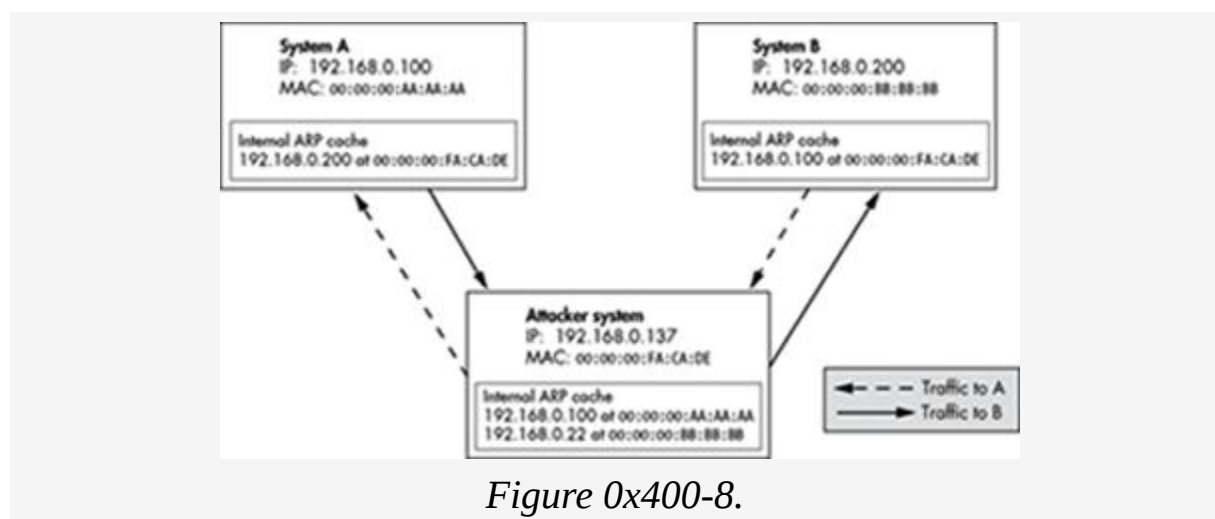 System A
IP: 192.168.0.100
MAC: 00:00:00:AA:AA:AA
Internal ARP cache
192.168.0.200 at 00:00:00:FA:CA:DE
System B
IP: 192.168.0.200
MAC: 00:00:00:BB:BB:BB
Internal ARP cache
192.168.0.100 at 00:00:00:FA:CA:DE
Attacker system
IP: 192.168.0.137
MAC: 00:00:00:FA:CA:DE
Internal ARP cache
192.168.0.100 at 00:00:00:AA:AA:AA
192.168.0.22 at 00:00:00:BB:BB:BB
Traffic to A
Traffic to B
Figure 0x400-8.